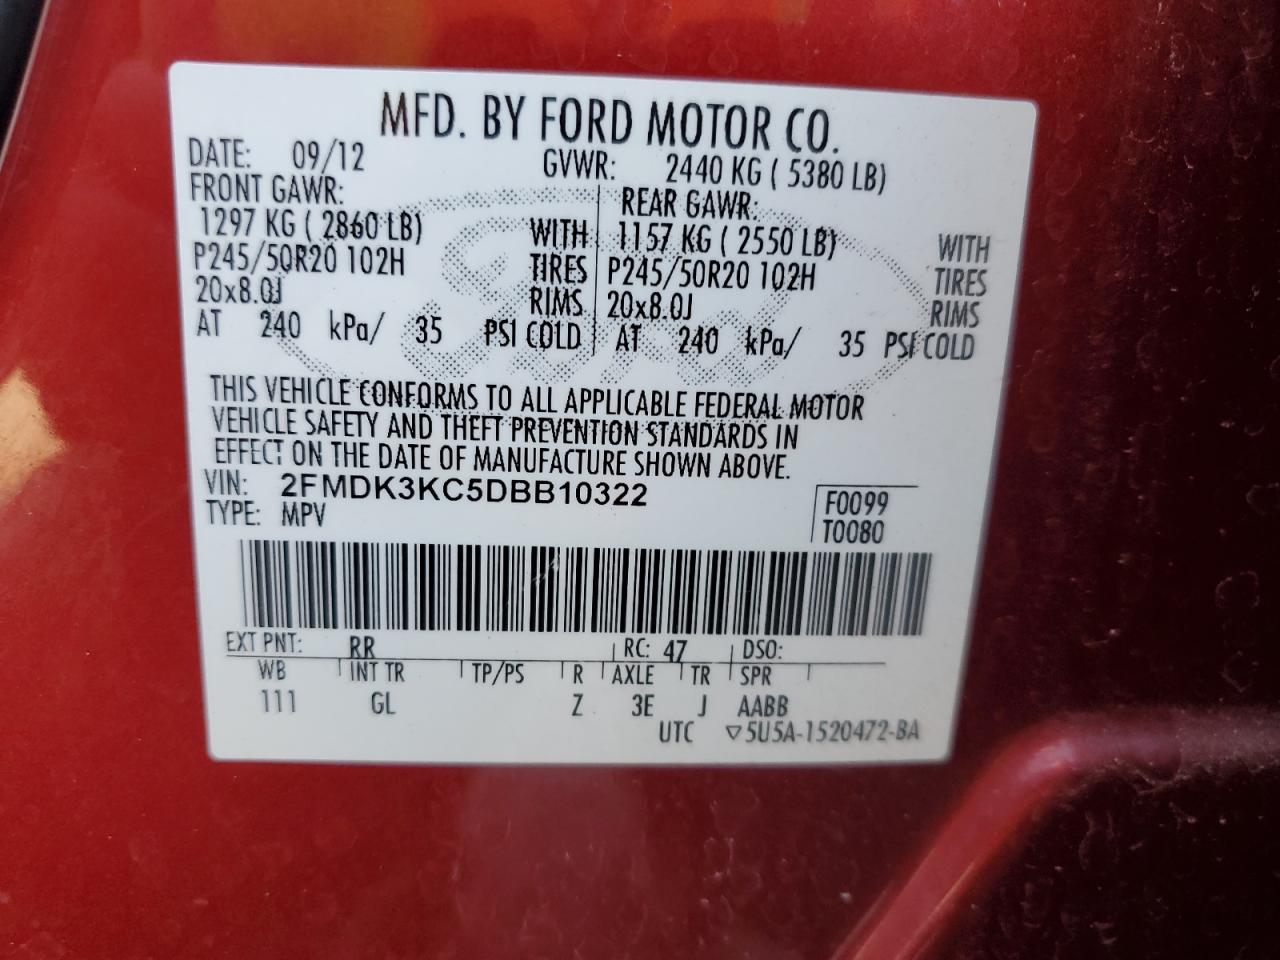 MFD. BY FORD MOTOR CO.
DATE: 09/12 GVWR: 2440 KG ( 5380 LB)
FRONT GAWR: REAR GAWR:
1297 KG ( 2860 LB) WITH 1157 KG ( 2550 LB) WITH
P245/50R20 102H TIRES P245/50R20 102H TIRES
20x8.0J RIMS 20x8.0J RIMS
AT 240 kPa/ 35 PSI COLD AT 240 kPa/ 35 PSI COLD
THIS VEHICLE CONFORMS TO ALL APPLICABLE FEDERAL MOTOR
VEHICLE SAFETY AND THEFT PREVENTION STANDARDS IN
EFFECT ON THE DATE OF MANUFACTURE SHOWN ABOVE.
VIN: 2FMDK3KC5DBB10322
TYPE: MPV
F0099
T0080
EXT PNT: RR RC: 47 DSO:
WB INT TR TP/PS R AXLE TR SPR
111 GL Z 3E J AABB
UTC ▽5U5A-1520472-BA